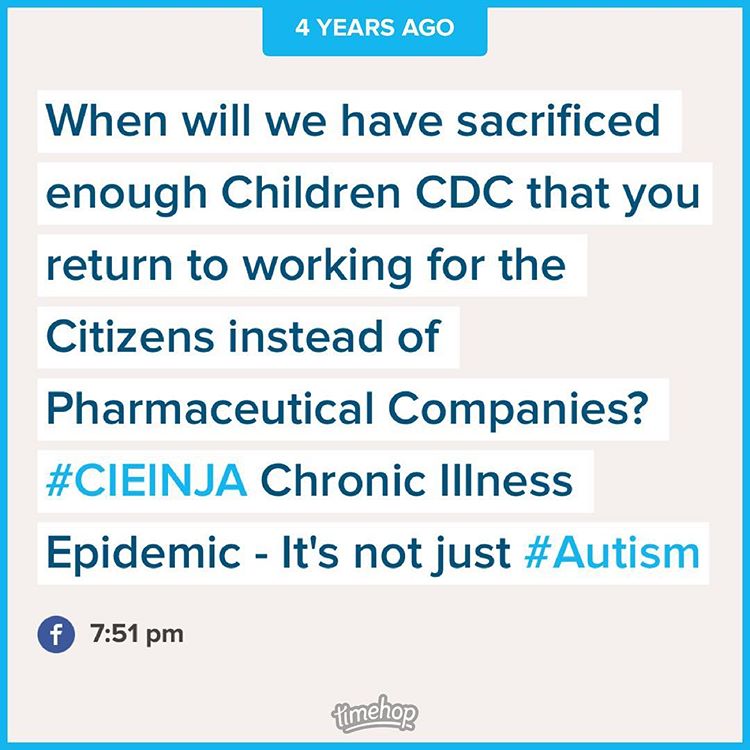 4 YEARS AGO
When will we have sacrificed
enough Children CDC that you
return to working for the
Citizens instead of
Pharmaceutical Companies?
#CIEINJA Chronic Illness
Epidemic - It's not just #Autism
f 7:51 pm
timehop